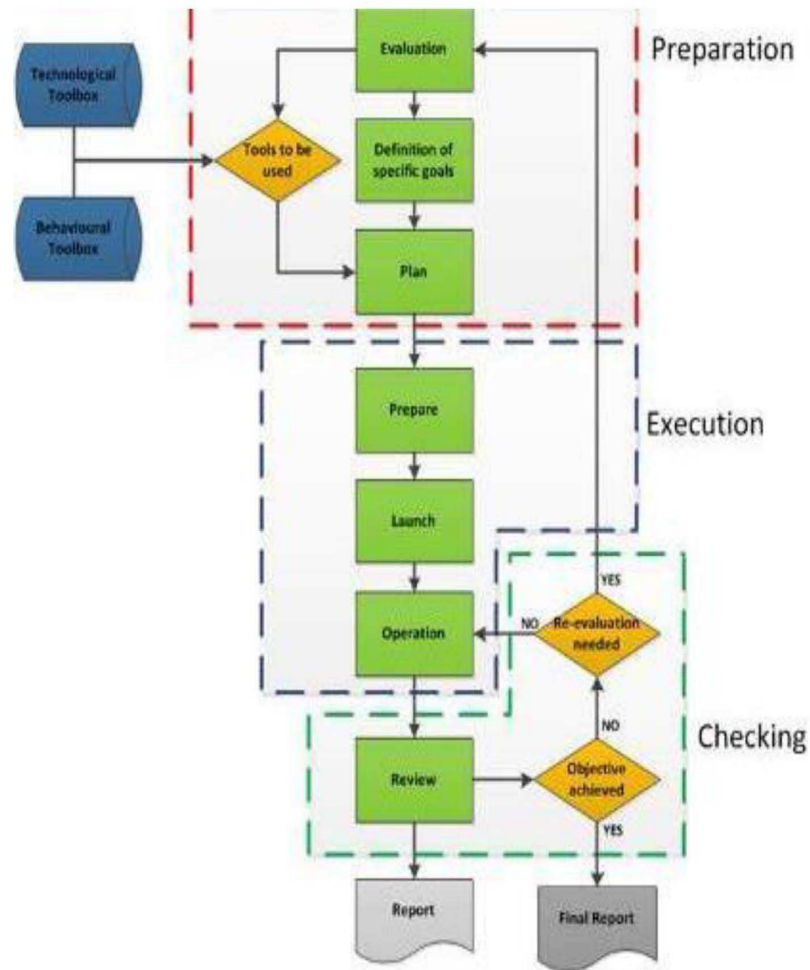 Preparation
Evaluation
Technological
Toolbox
Tools to be
used
Definition of
specific goals
Behavioural
Toolbox
Plan
Prepare
Execution
Launch
YES
Operation
NO
Re-evaluation
needed
NO
Checking
Review
Objective
achieved
YES
Report
Final Report